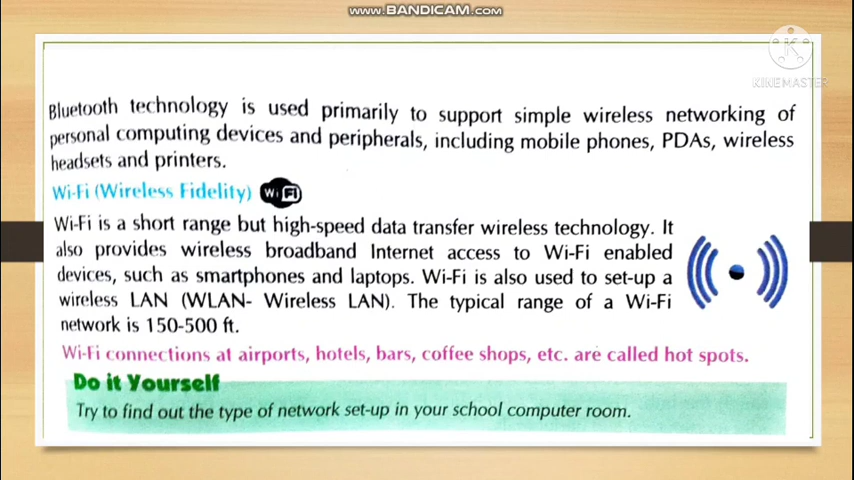 www.BANDICAM.com
KINEMASTER
Bluetooth technology is used primarily to support simple wireless networking of
personal computing devices and peripherals, including mobile phones, PDAs, wireless
headsets and printers.
Wi-Fi (Wireless Fidelity) Wi Fi
Wi-Fi is a short range but high-speed data transfer wireless technology. It
also provides wireless broadband Internet access to Wi-Fi enabled
devices, such as smartphones and laptops. Wi-Fi is also used to set-up a
wireless LAN (WLAN- Wireless LAN). The typical range of a Wi-Fi
network is 150-500 ft.
Wi-Fi connections at airports, hotels, bars, coffee shops, etc. are called hot spots.
Do it Yourself
Try to find out the type of network set-up in your school computer room.